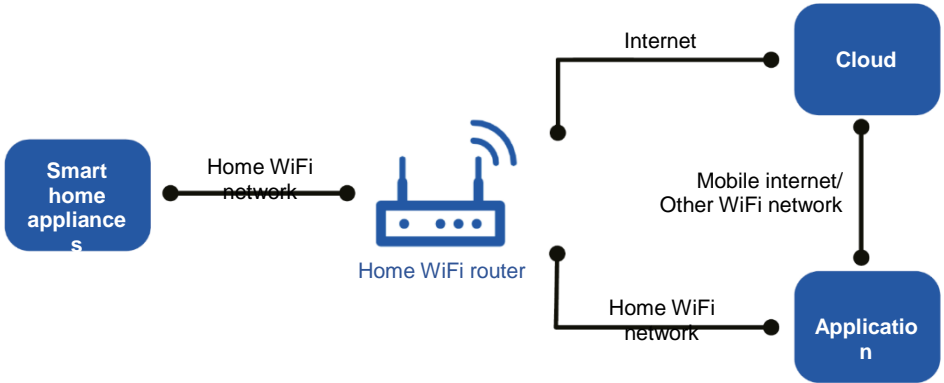 Internet
Cloud
Smart
home
appliance
s
Home WiFi
network
Mobile internet/
Other WiFi network
Home WiFi router
Home WiFi
network
Applicatio
n